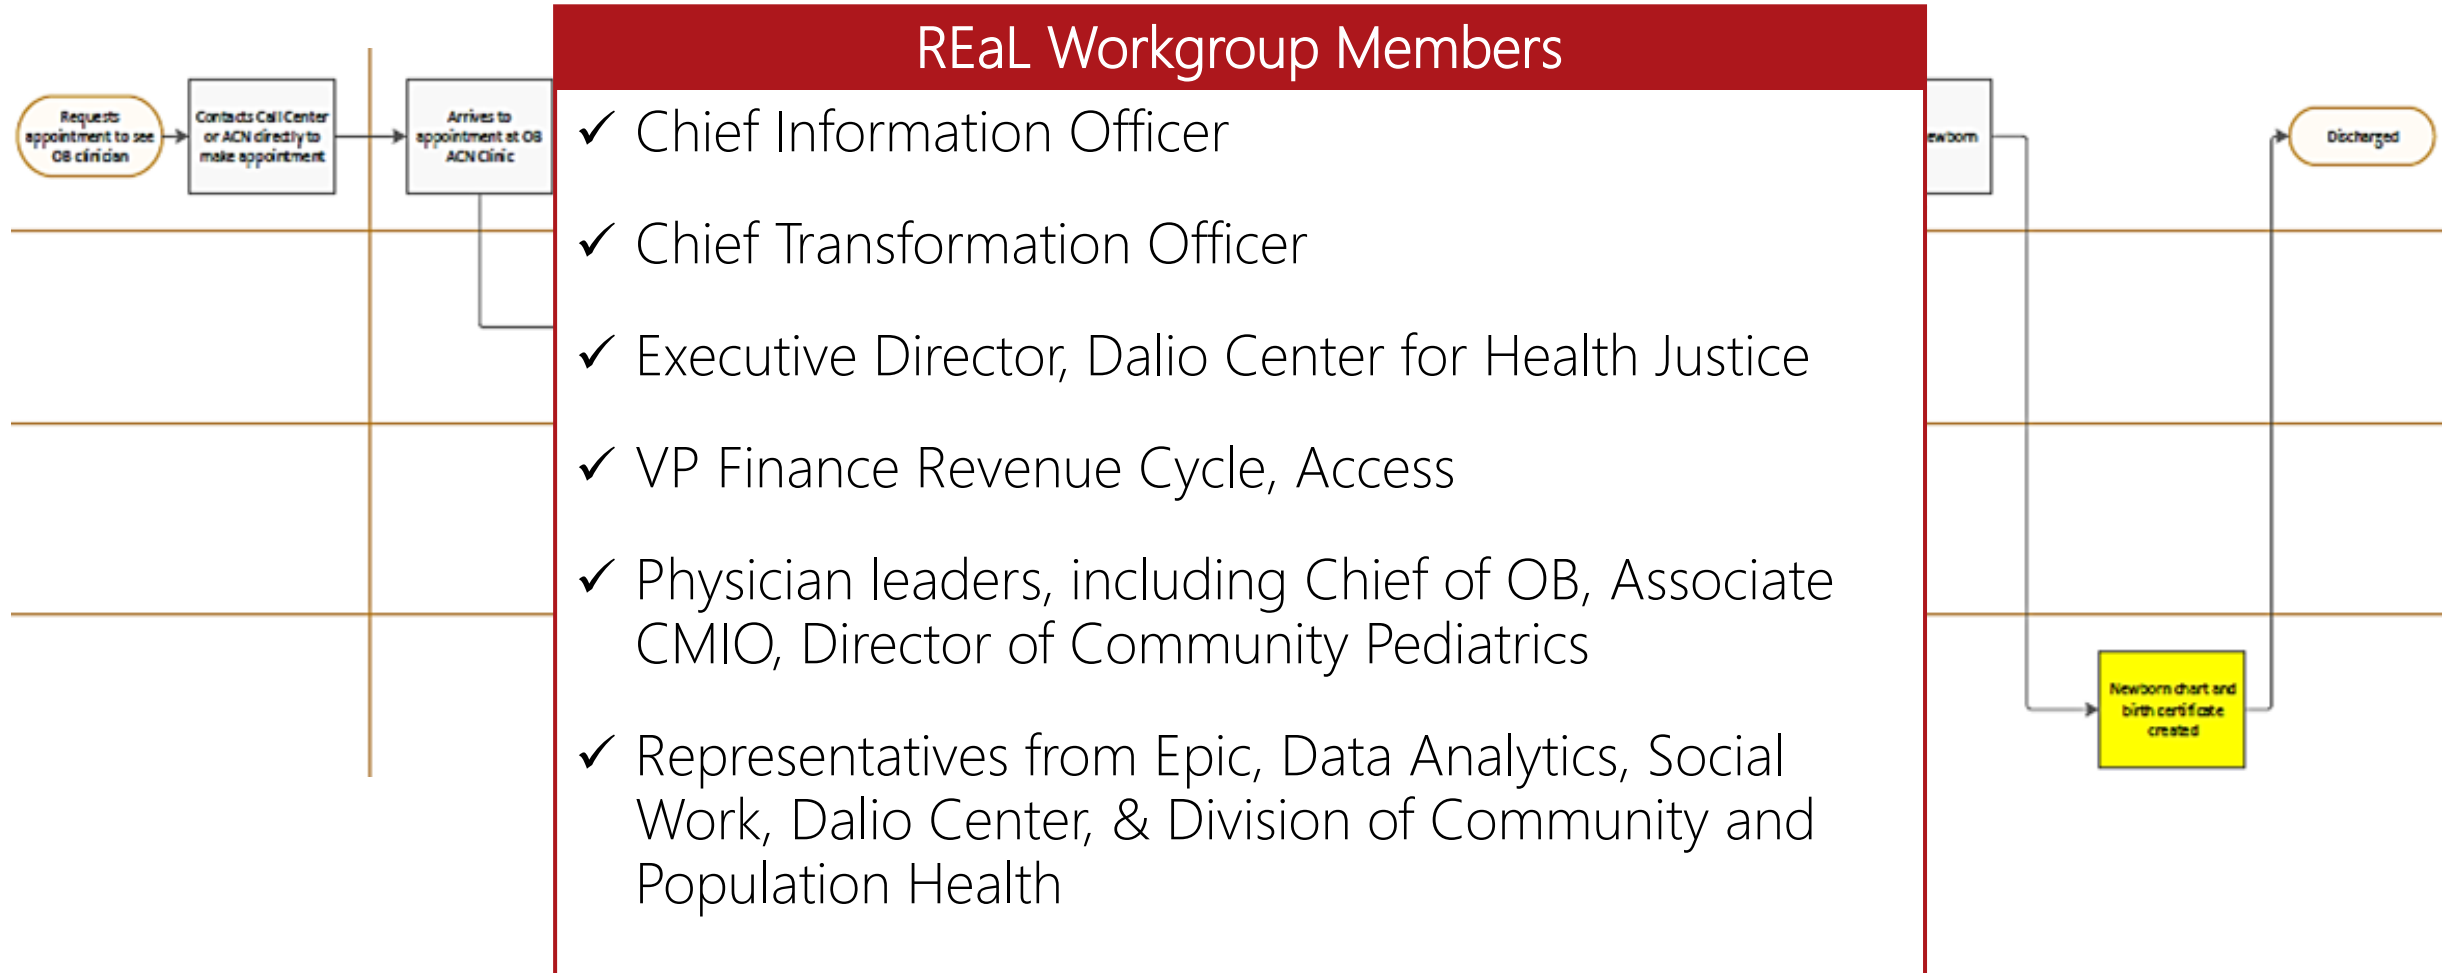 REaL Workgroup Members
Requests
appointment to see
OB clinician
Contacts Call Center
or ACN directly to
make appointment
Arrives to
appointment at OB
ACN Clinic
✓ Chief Information Officer
✓ Chief Transformation Officer
✓ Executive Director, Dalio Center for Health Justice
✓ VP Finance Revenue Cycle, Access
✓ Physician leaders, including Chief of OB, Associate
CMIO, Director of Community Pediatrics
✓ Representatives from Epic, Data Analytics, Social
Work, Dalio Center, & Division of Community and
Population Health
ewborn
Discharged
Newborn chart and
birth certificate
created